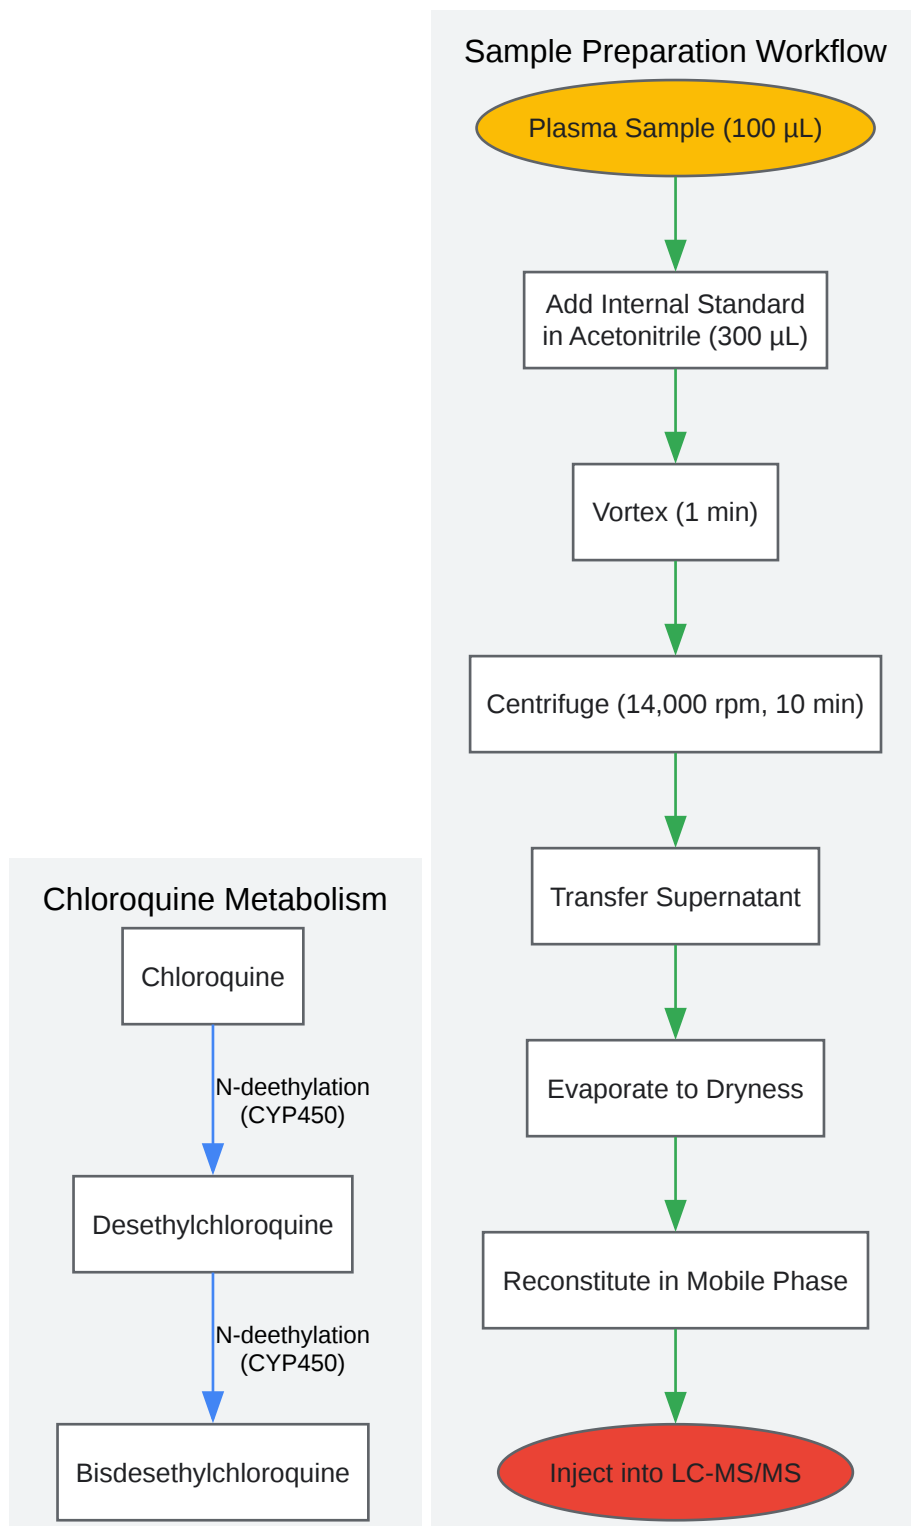 Sample Preparation Workflow
Plasma Sample (100 µL)
Add Internal Standard
in Acetonitrile (300 µL)
Vortex (1 min)
Centrifuge (14,000 rpm, 10 min)
Transfer Supernatant
Evaporate to Dryness
Reconstitute in Mobile Phase
Inject into LC-MS/MS
Chloroquine Metabolism
Chloroquine
N-deethylation
(CYP450)
Desethylchloroquine
N-deethylation
(CYP450)
Bisdesethylchloroquine